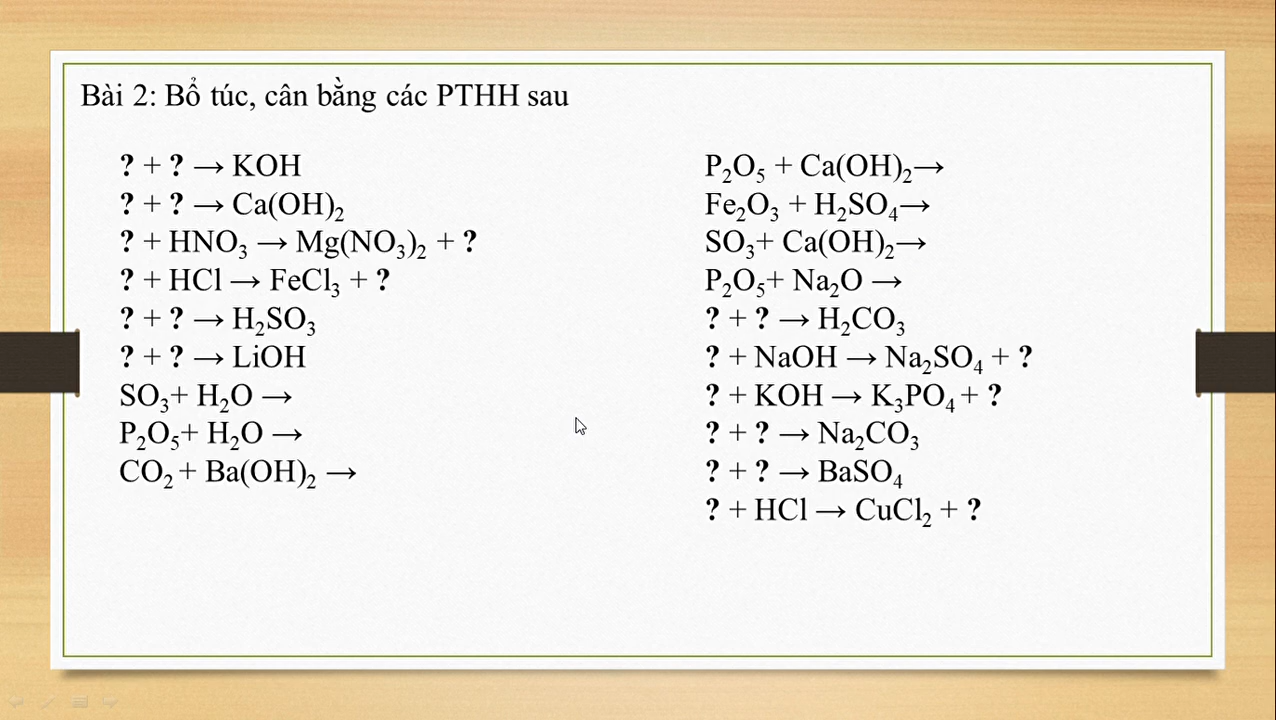 Bài 2: Bổ túc, cân bằng các PTHH sau
? + ? → KOH
? + ? → Ca(OH)₂
? + HNO₃ → Mg(NO₃)₂ + ?
? + HCl → FeCl₃ + ?
? + ? → H₂SO₃
? + ? → LiOH
SO₃+ H₂O →
P₂O₅+ H₂O →
CO₂ + Ba(OH)₂ →
P₂O₅ + Ca(OH)₂→
Fe₂O₃ + H₂SO₄→
SO₃+ Ca(OH)₂→
P₂O₅+ Na₂O →
? + ? → H₂CO₃
? + NaOH → Na₂SO₄ + ?
? + KOH → K₃PO₄ + ?
? + ? → Na₂CO₃
? + ? → BaSO₄
? + HCl → CuCl₂ + ?